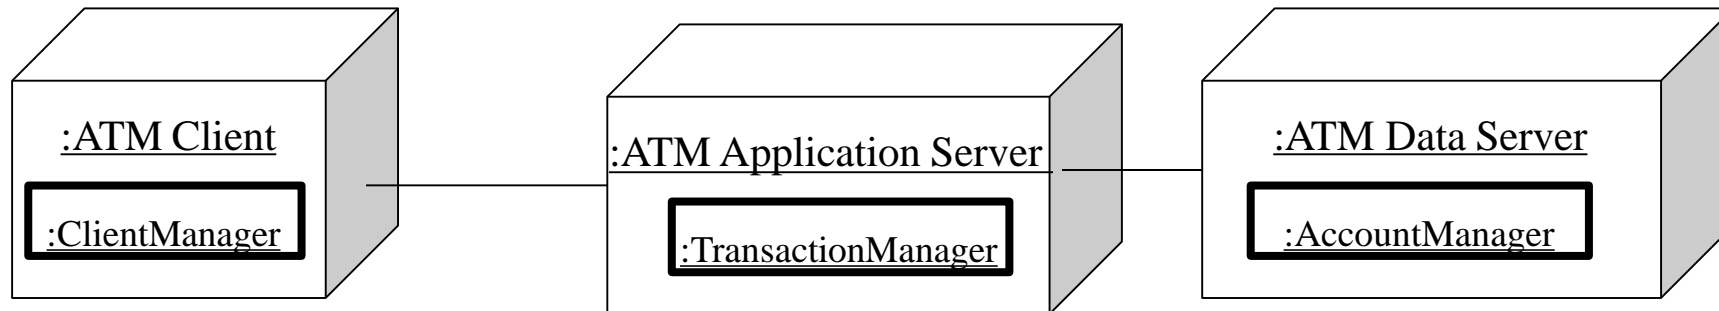 :ATM Client
:ClientManager
:ATM Application Server
:TransactionManager
:ATM Data Server
:AccountManager